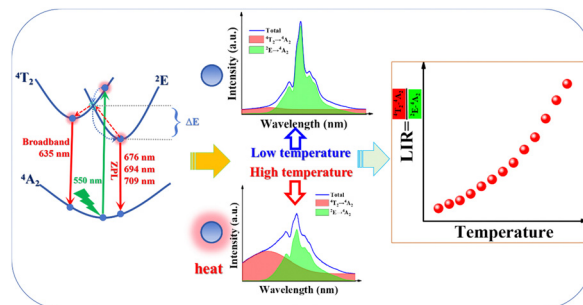 ⁴T₂
²E
ΔE
Broadband
635 nm
676 nm
694 nm
709 nm
ZPL
550 nm
⁴A₂
Intensity (a.u.)
Total
⁴T₂→⁴A₂
²E→⁴A₂
Wavelength (nm)
Low temperature
High temperature
heat
Intensity (a.u.)
Total
⁴T₂→⁴A₂
²E→⁴A₂
Wavelength (nm)
LIR=
⁴T₂-⁴A₂
²E-⁴A₂
Temperature